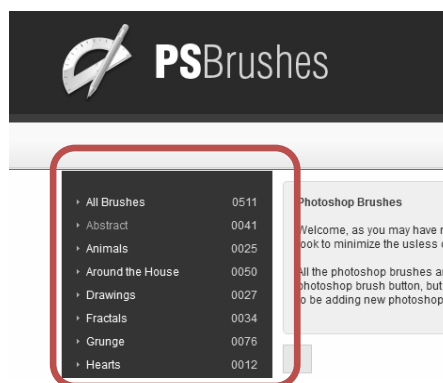 PSBrushes
All Brushes 0511
Abstract 0041
Animals 0025
Around the House 0050
Drawings 0027
Fractals 0034
Grunge 0076
Hearts 0012
Photoshop Brushes
Welcome, as you may have
look to minimize the usless
All the photoshop brushes
photoshop brush button, but
to be adding new photoshop